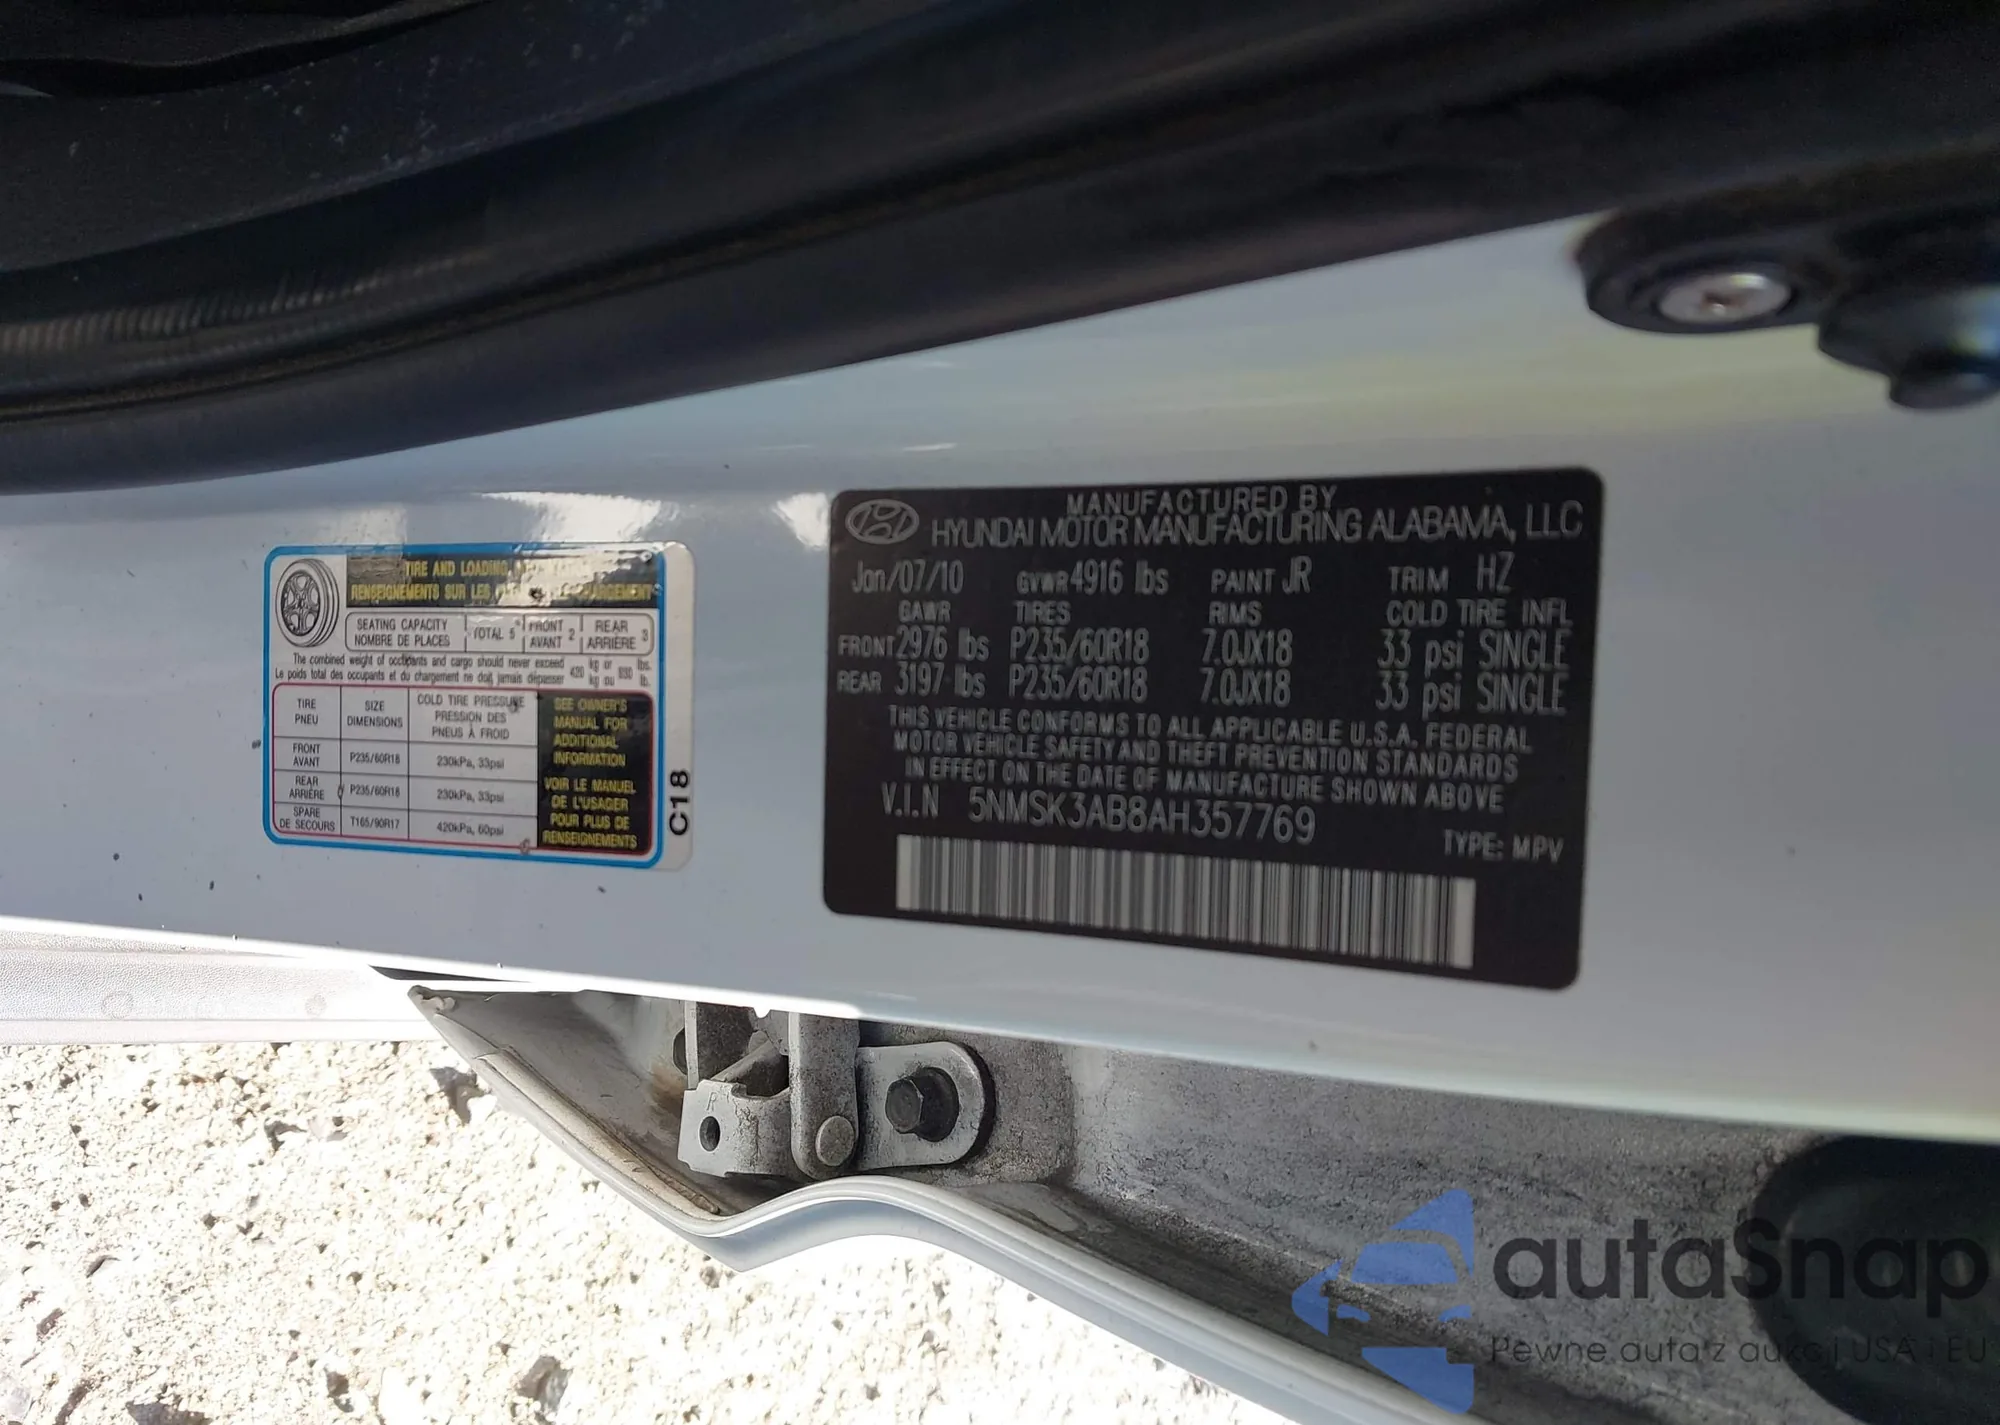 TIRE AND LOADING
RENSEIGNEMENTS SUR LES CHARGEMENT
SEATING CAPACITY
NOMBRE DE PLACES
TOTAL 5
FRONT
AVANT 2
REAR
ARRIÈRE 3
The combined weight of occupants and cargo should never exceed
Le poids total des occupants et du chargement ne doit jamais dépasser
420 kg or
kg ou
lbs.
lb.
TIRE
PNEU
SIZE
DIMENSIONS
COLD TIRE PRESSURE
PRESSION DES
PNEUS À FROID
FRONT
AVANT
P235/60R18
230kPa, 33psi
REAR
ARRIÈRE
P235/60R18
230kPa, 33psi
SPARE
DE SECOURS
T165/90R17
420kPa, 60psi
SEE OWNER'S
MANUAL FOR
ADDITIONAL
INFORMATION
VOIR LE MANUEL
DE L'USAGER
POUR PLUS DE
RENSEIGNEMENTS
C18
MANUFACTURED BY
HYUNDAI MOTOR MANUFACTURING ALABAMA, LLC
Jan/07/10 GVWR 4916 lbs PAINT JR TRIM HZ
GAWR TIRES RIMS COLD TIRE INFL
FRONT 2976 lbs P235/60R18 7.0JX18 33 psi SINGLE
REAR 3197 lbs P235/60R18 7.0JX18 33 psi SINGLE
THIS VEHICLE CONFORMS TO ALL APPLICABLE U.S.A. FEDERAL
MOTOR VEHICLE SAFETY AND THEFT PREVENTION STANDARDS
IN EFFECT ON THE DATE OF MANUFACTURE SHOWN ABOVE
V.I.N 5NMSK3AB8AH357769
TYPE: MPV
R
autaSnap
Pewne auta z aukcji USA i EU